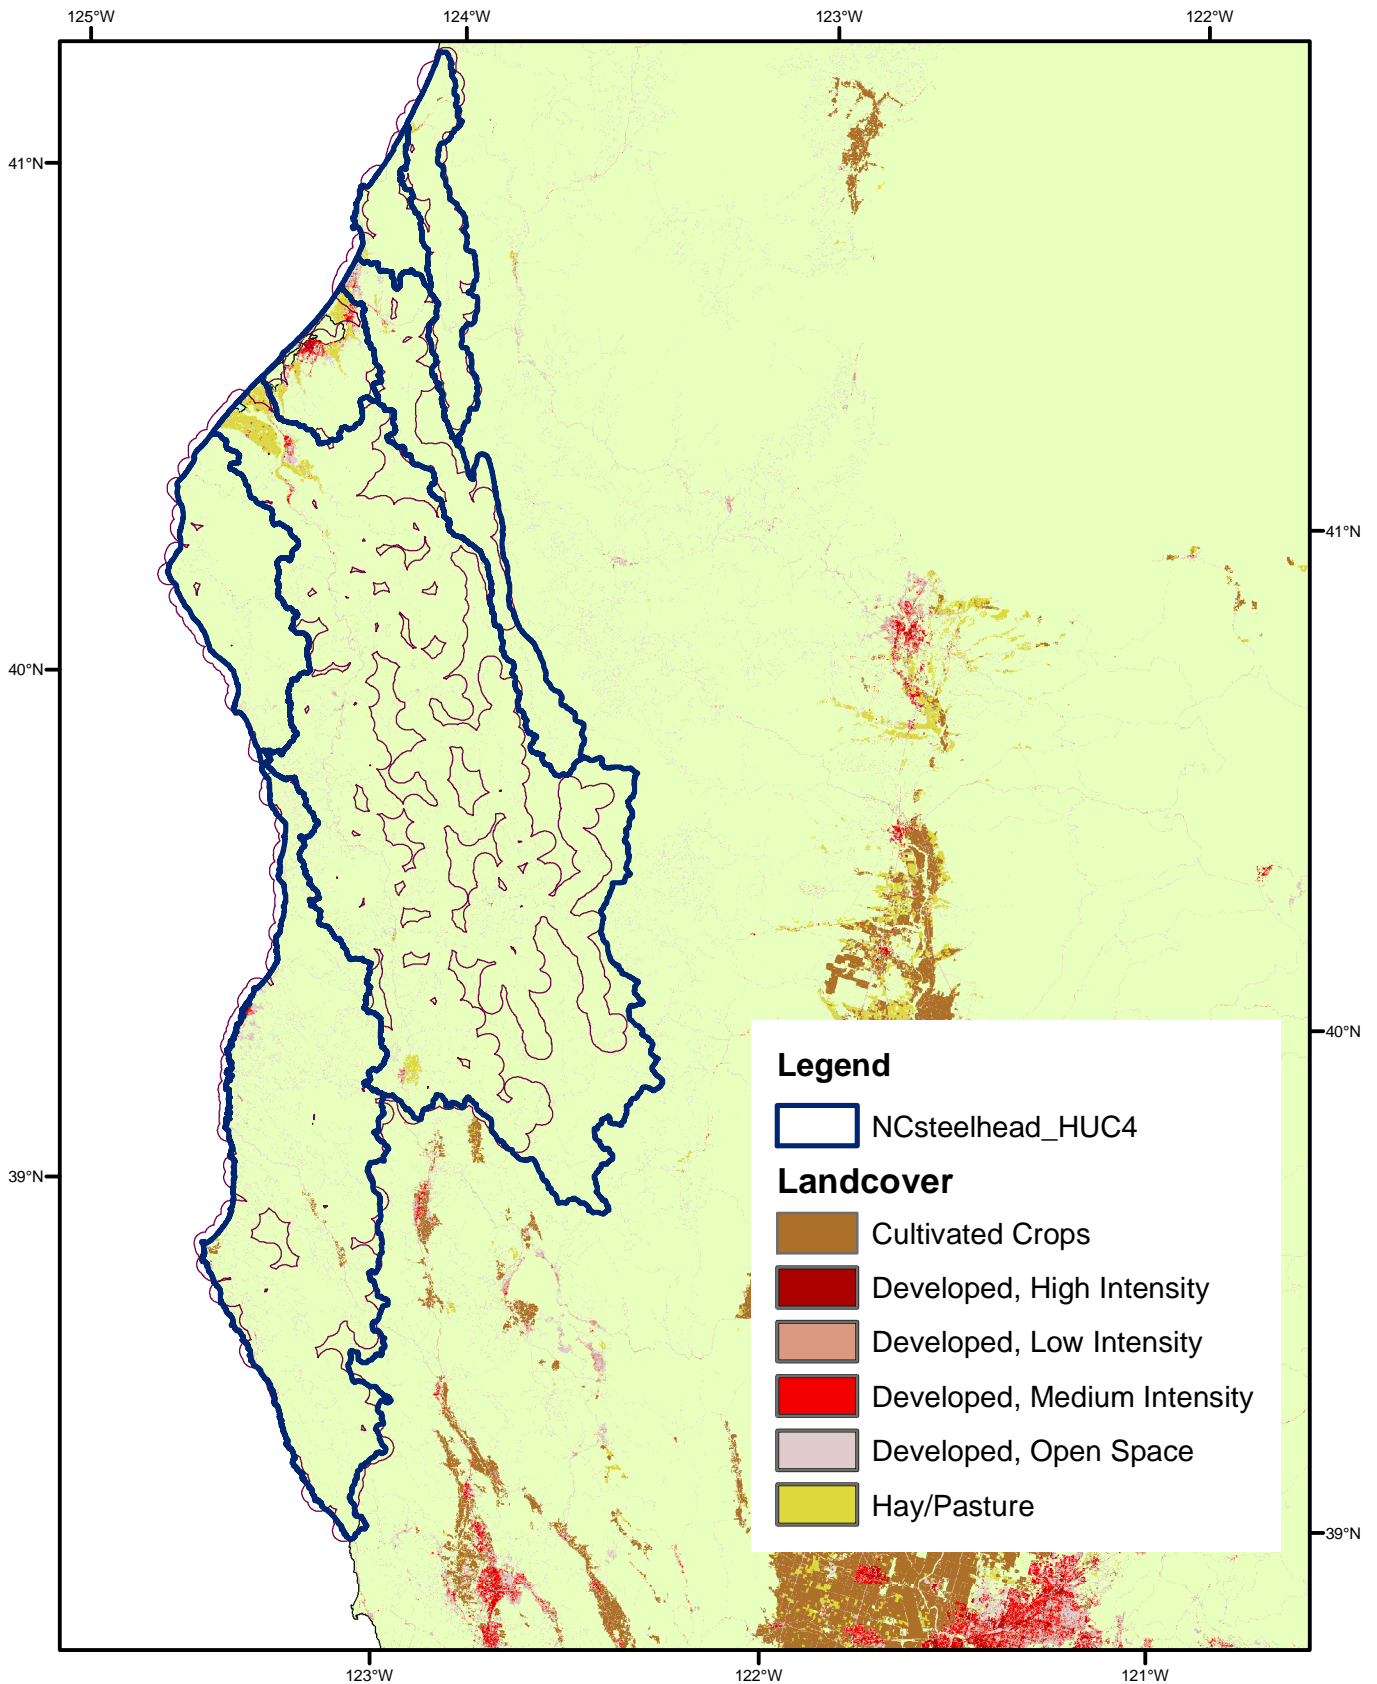 125°W 124°W 123°W 122°W
41°N
41°N
40°N
40°N
39°N
39°N
Legend
NCsteelhead_HUC4
Landcover
Cultivated Crops
Developed, High Intensity
Developed, Low Intensity
Developed, Medium Intensity
Developed, Open Space
Hay/Pasture
123°W 122°W 121°W